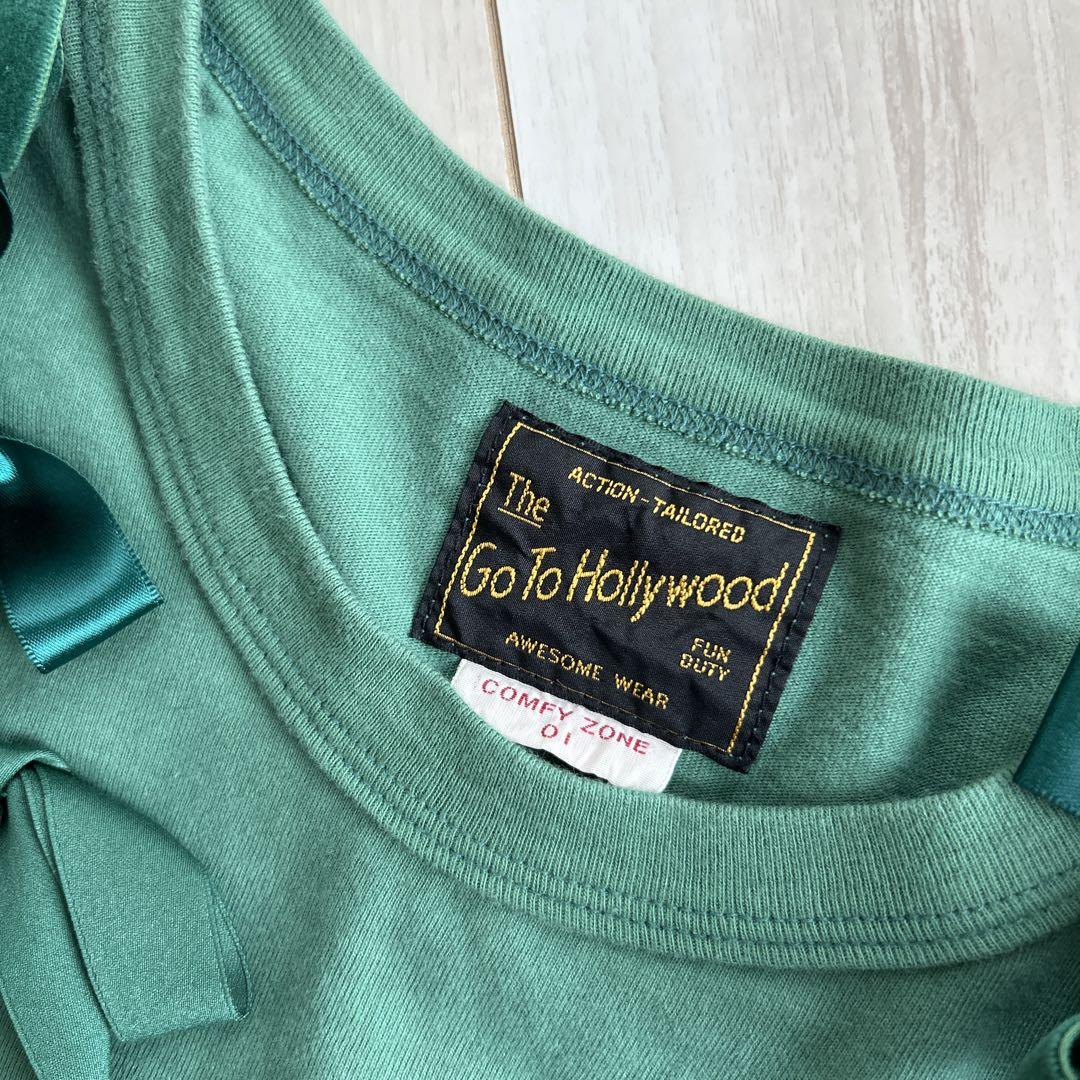 ACTION-TAILORED
The
Go To Hollywood
AWESOME WEAR
FUN
DUTY
COMFY ZONE
01